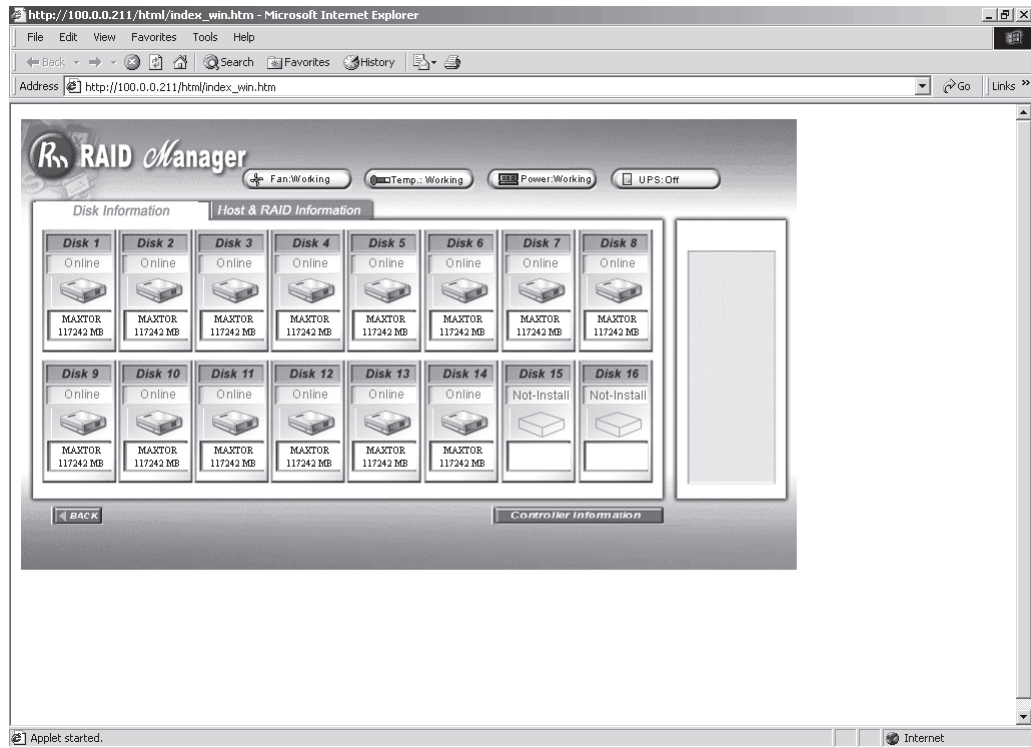 http://100.0.0.211/html/index_win.htm - Microsoft Internet Explorer
File Edit View Favorites Tools Help
Back Search Favorites History
Address http://100.0.0.211/html/index_win.htm Go Links »
Rm RAID Manager
Fan:Working Temp.: Working Power:Working UPS:Off
Disk Information Host & RAID Information
Disk 1 Disk 2 Disk 3 Disk 4 Disk 5 Disk 6 Disk 7 Disk 8
Online Online Online Online Online Online Online Online
MAXTOR MAXTOR MAXTOR MAXTOR MAXTOR MAXTOR MAXTOR MAXTOR
117242 MB 117242 MB 117242 MB 117242 MB 117242 MB 117242 MB 117242 MB 117242 MB
Disk 9 Disk 10 Disk 11 Disk 12 Disk 13 Disk 14 Disk 15 Disk 16
Online Online Online Online Online Online Not-Install Not-Install
MAXTOR MAXTOR MAXTOR MAXTOR MAXTOR MAXTOR
117242 MB 117242 MB 117242 MB 117242 MB 117242 MB 117242 MB
BACK Controller Information
Applet started. Internet